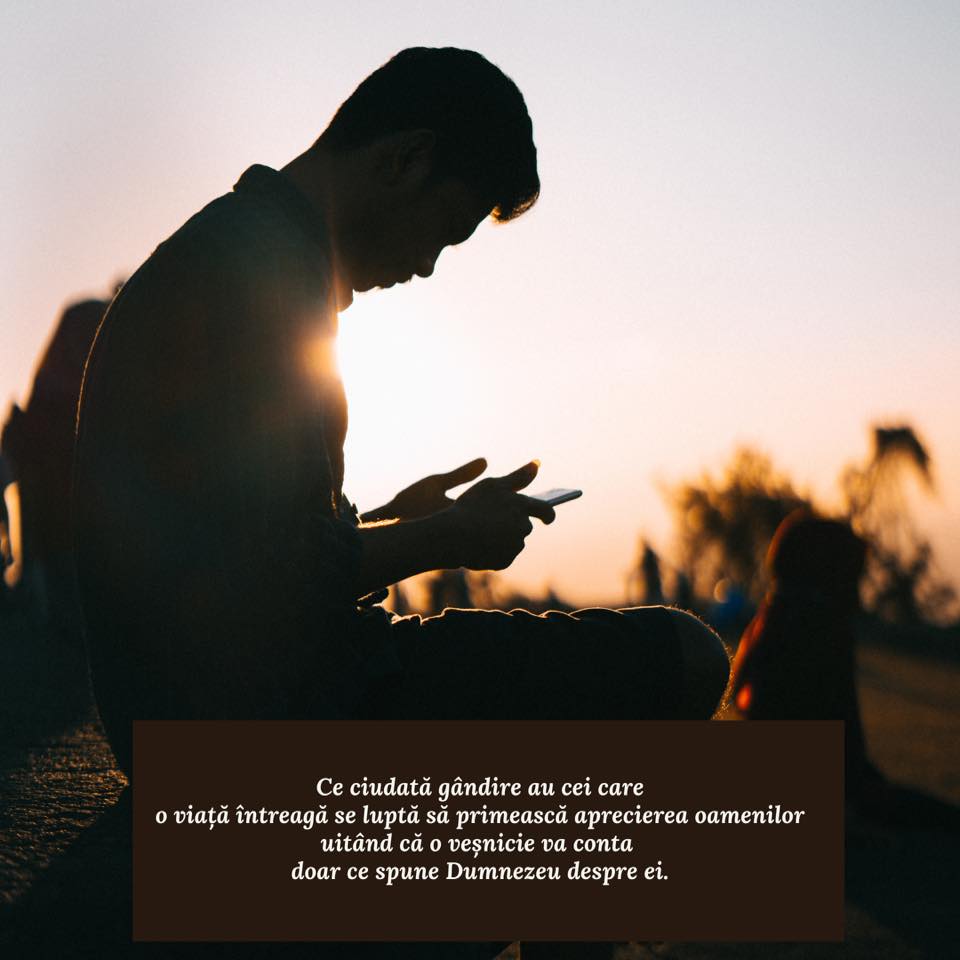 Ce ciudată gândire au cei care
o viață întreagă se luptă să primească aprecierea oamenilor
uitând că o veșnicie va conta
doar ce spune Dumnezeu despre ei.